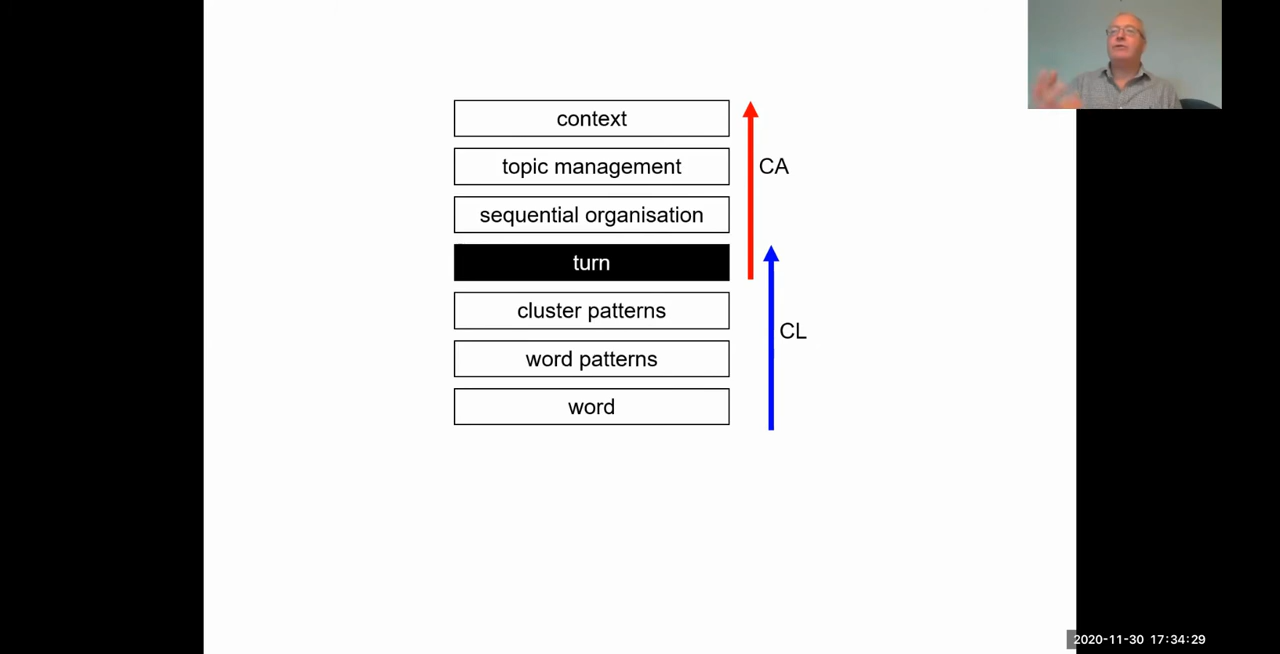 context
topic management
CA
sequential organisation
turn
cluster patterns
CL
word patterns
word
2020-11-30 17:34:29